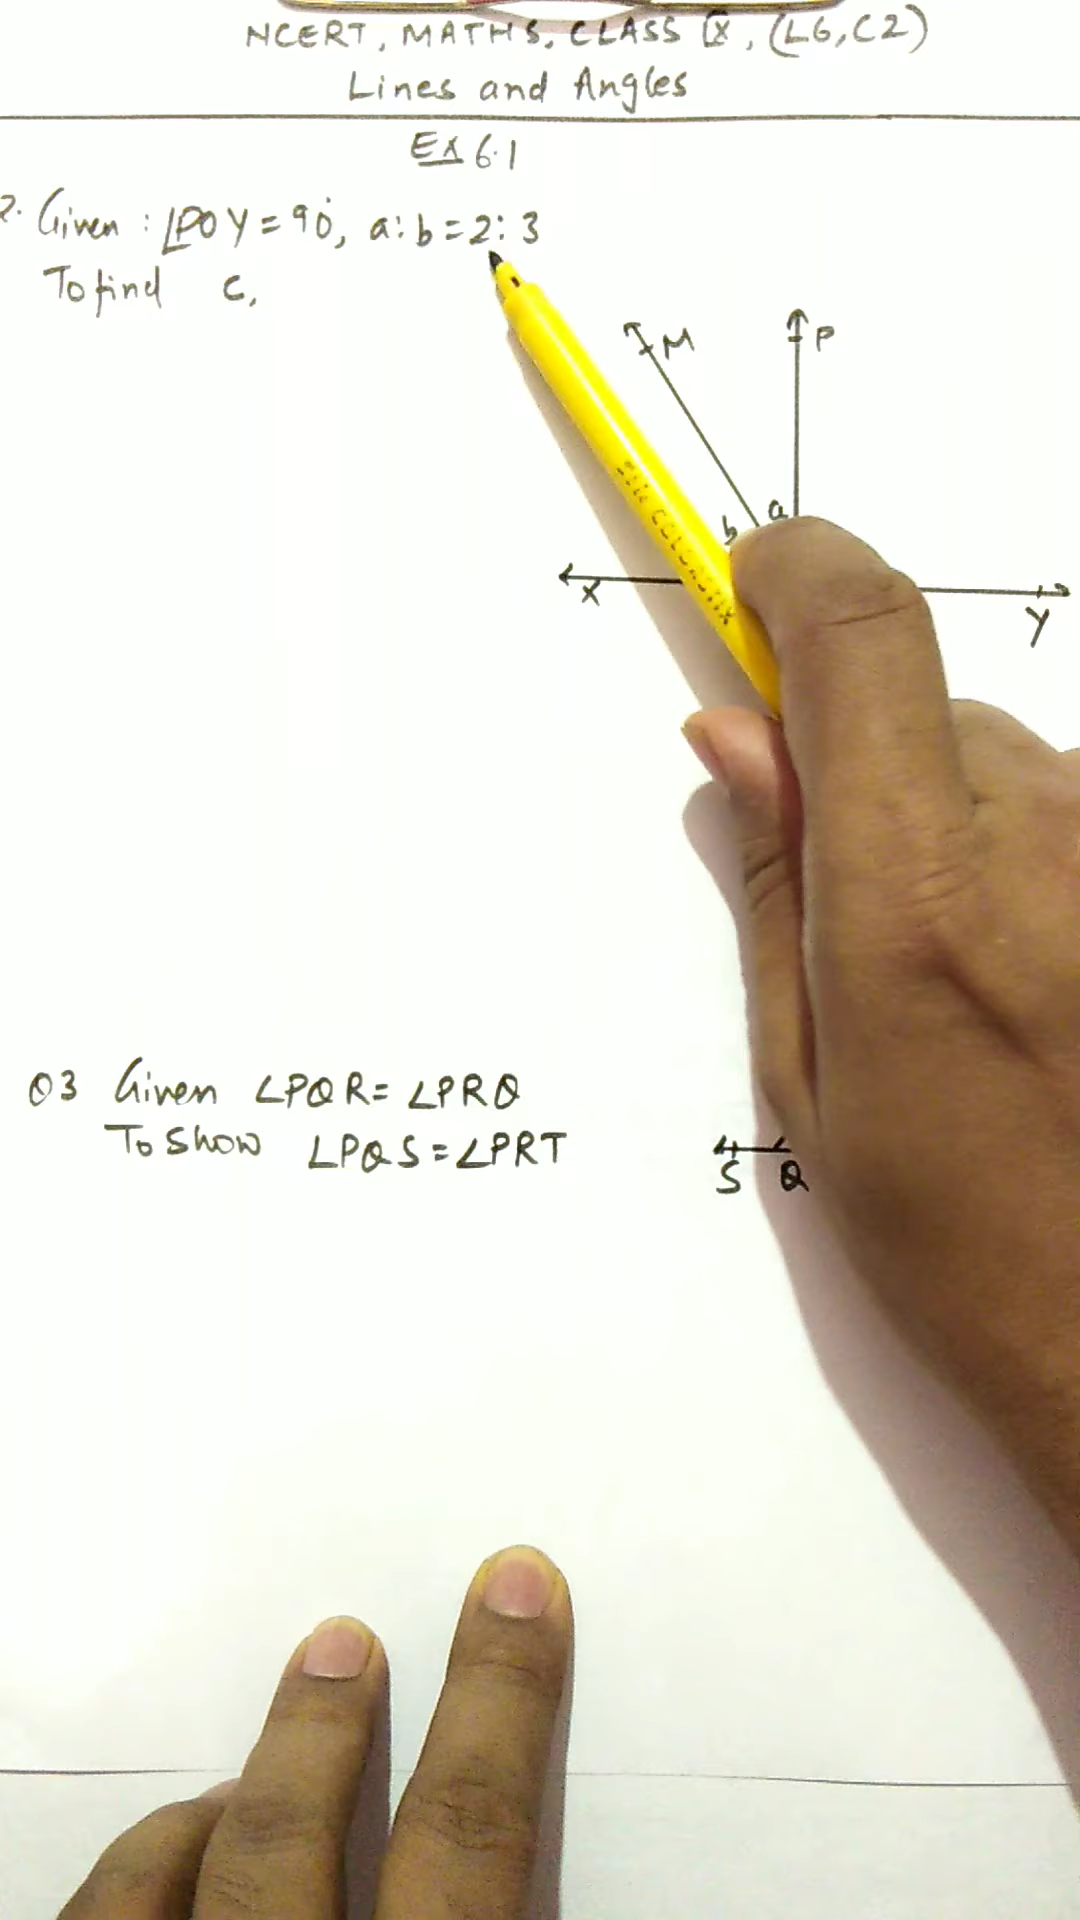 NCERT, MATHS, CLASS IX, (L6, C2)
Lines and Angles
EX 6.1
2. Given : ∠POY = 90°, a:b = 2:3
To find c,
M
P
b
a
X
Y
Q3 Given ∠PQR = ∠PRQ
To Show ∠PQS = ∠PRT
S Q